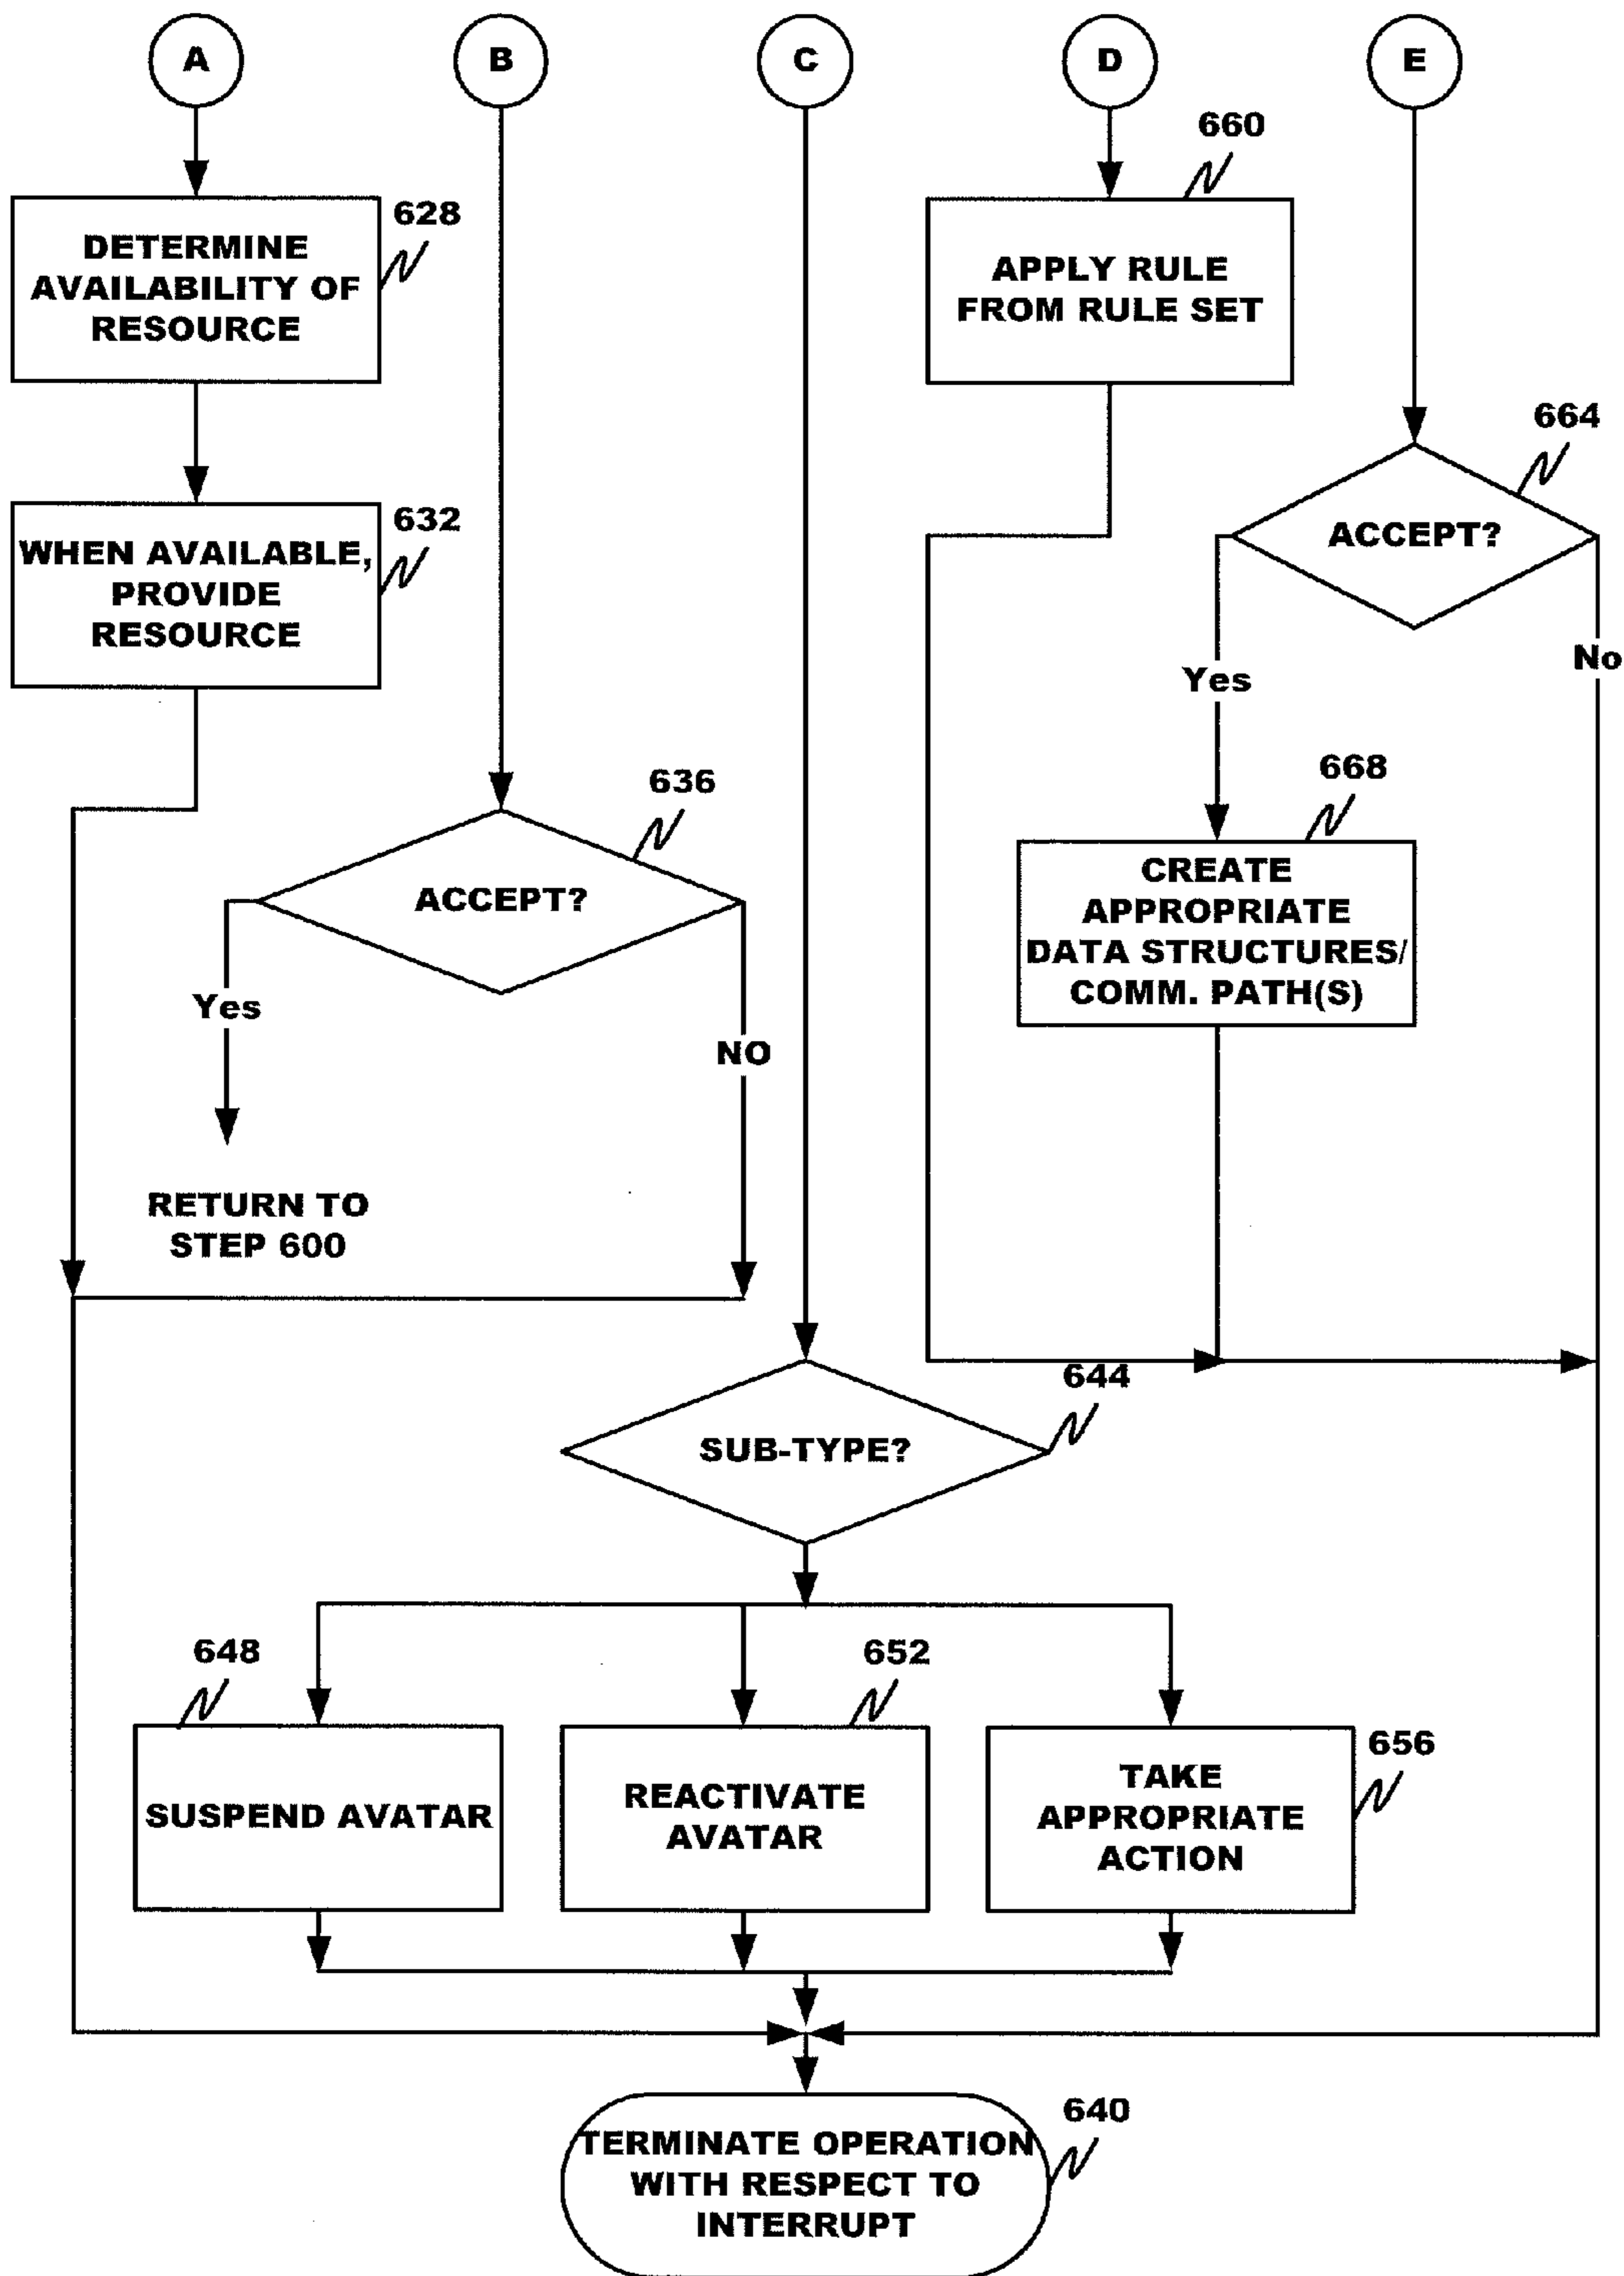 A
B
C
D
E
660
628
DETERMINE
AVAILABILITY OF
RESOURCE
APPLY RULE
FROM RULE SET
664
ACCEPT?
632
WHEN AVAILABLE,
PROVIDE
RESOURCE
No
Yes
636
ACCEPT?
668
CREATE
APPROPRIATE
DATA STRUCTURES/
COMM. PATH(S)
Yes
NO
RETURN TO
STEP 600
644
SUB-TYPE?
648
SUSPEND AVATAR
652
REACTIVATE
AVATAR
656
TAKE
APPROPRIATE
ACTION
640
TERMINATE OPERATION
WITH RESPECT TO
INTERRUPT